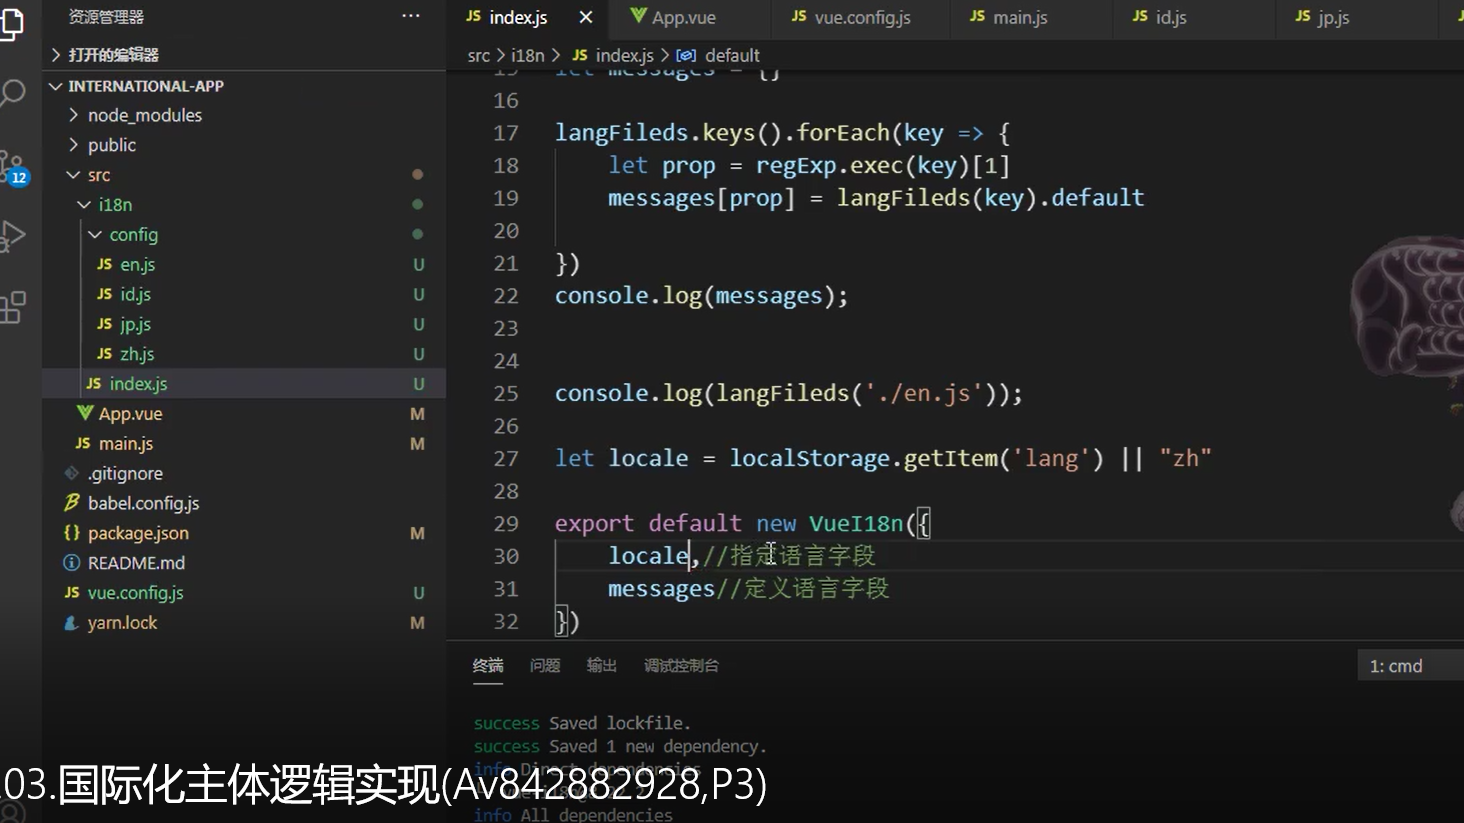 资源管理器 ···
打开的编辑器
INTERNATIONAL-APP
node_modules
public
src
i18n
config
en.js U
id.js U
jp.js U
zh.js U
index.js U
App.vue M
main.js M
.gitignore
babel.config.js
package.json M
README.md
vue.config.js U
yarn.lock M
12
JS index.js × App.vue JS vue.config.js JS main.js JS id.js JS jp.js
src > i18n > JS index.js > default
15 let messages = {}
16
17 langFileds.keys().forEach(key => {
18 let prop = regExp.exec(key)[1]
19 messages[prop] = langFileds(key).default
20
21 })
22 console.log(messages);
23
24
25 console.log(langFileds('./en.js'));
26
27 let locale = localStorage.getItem('lang') || "zh"
28
29 export default new VueI18n({
30 locale,//指定语言字段
31 messages//定义语言字段
32 })
终端 问题 输出 调试控制台 1: cmd
success Saved lockfile.
success Saved 1 new dependency.
info Direct dependencies
info All dependencies
03.国际化主体逻辑实现(Av842882928,P3)